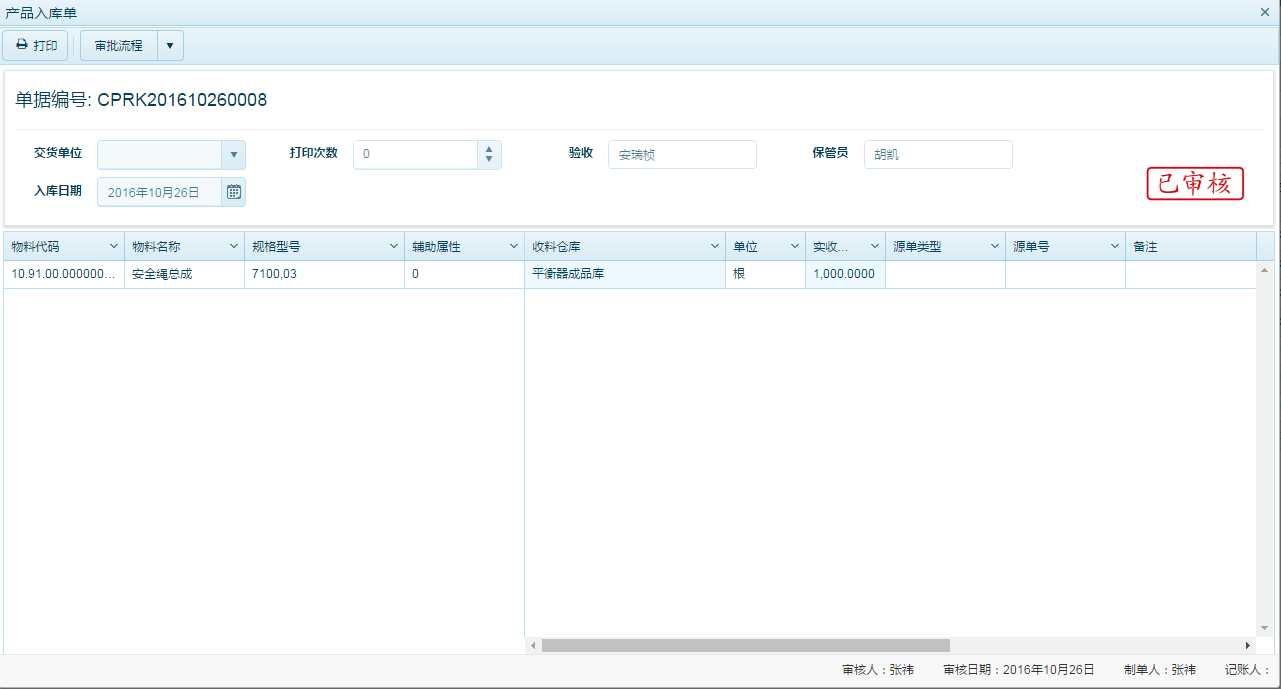 产品入库单
打印 审批流程
单据编号: CPRK201610260008
交货单位 打印次数 0 验收 安瑞桢 保管员 胡凯
入库日期 2016年10月26日
已审核
物料代码 物料名称 规格型号 辅助属性 收料仓库 单位 实收... 源单类型 源单号 备注
10.91.00.000000... 安全绳总成 7100,03 0 平衡器成品库 根 1,000.0000
审核人：张祎 审核日期：2016年10月26日 制单人：张祎 记账人：